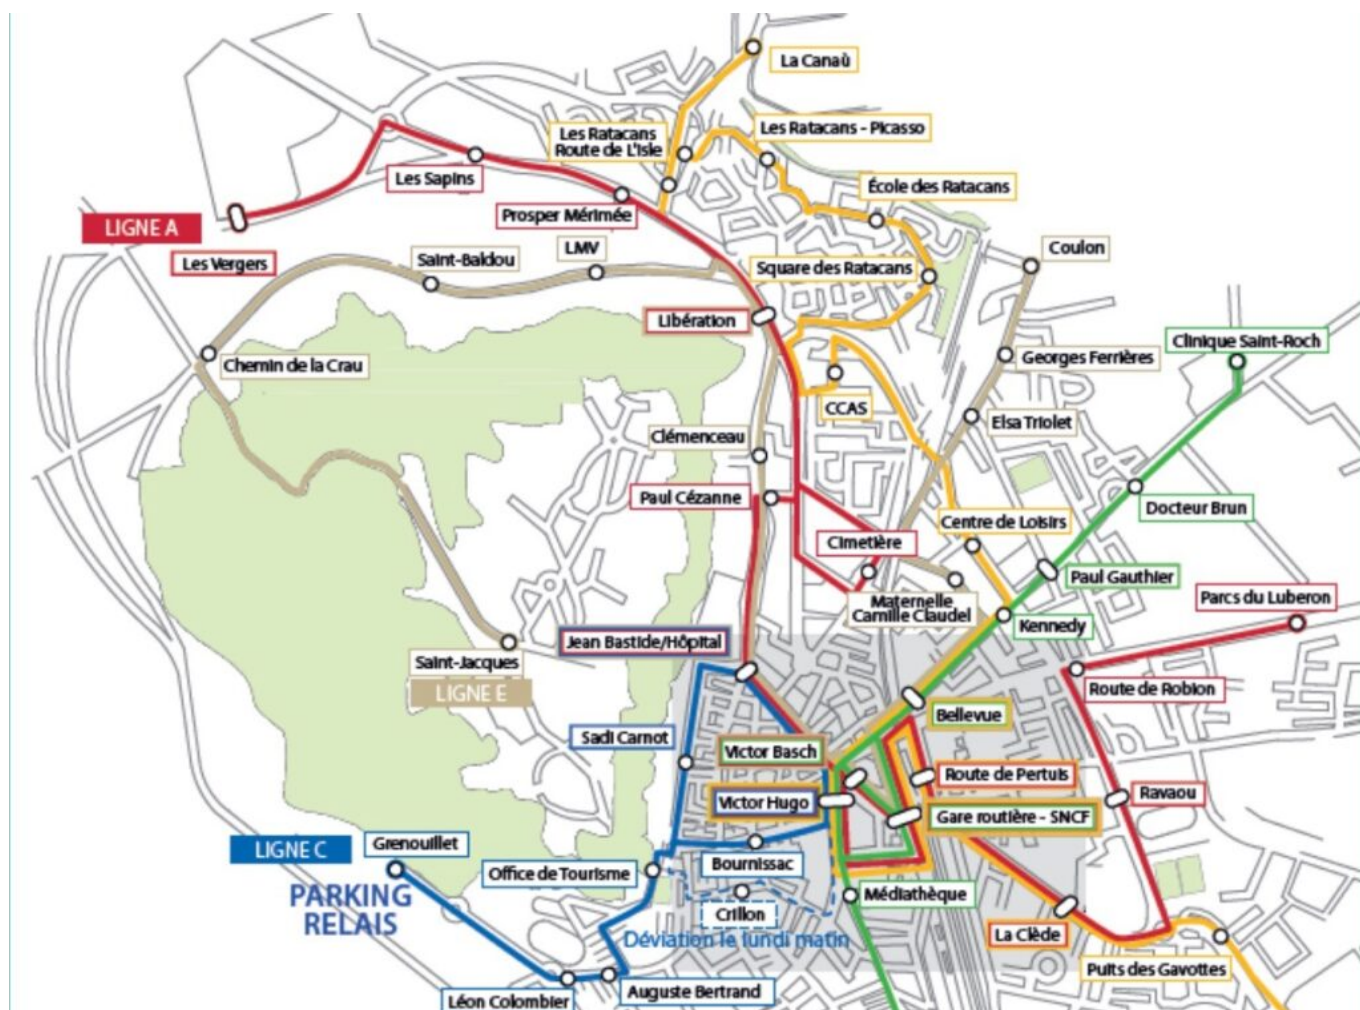 La Canaù
Les Ratacans
Route de L'Isle
Les Ratacans - Picasso
Les Sapins
École des Ratacans
Prosper Mérimée
LIGNE A
Les Vergers
Saint-Baldou
LMV
Coulon
Square des Ratacans
Libération
Clinique Saint-Roch
Chemin de la Crau
Georges Ferrières
CCAS
Elsa Triolet
Clémenceau
Paul Cézanne
Docteur Brun
Centre de Loisirs
Cimetière
Paul Gauthier
Maternelle
Camille Claudel
Parcs du Luberon
Kennedy
Jean Bastide/Hôpital
Saint-Jacques
LIGNE E
Route de Robion
Bellevue
Sadi Carnot
Victor Basch
Route de Pertuis
Ravaou
Victor Hugo
Gare routière - SNCF
Grenouillet
LIGNE C
Bournissac
Office de Tourisme
PARKING
RELAIS
Médiathèque
Crillon
Déviation le lundi matin
La Clède
Puits des Gavottes
Léon Colombier
Auguste Bertrand